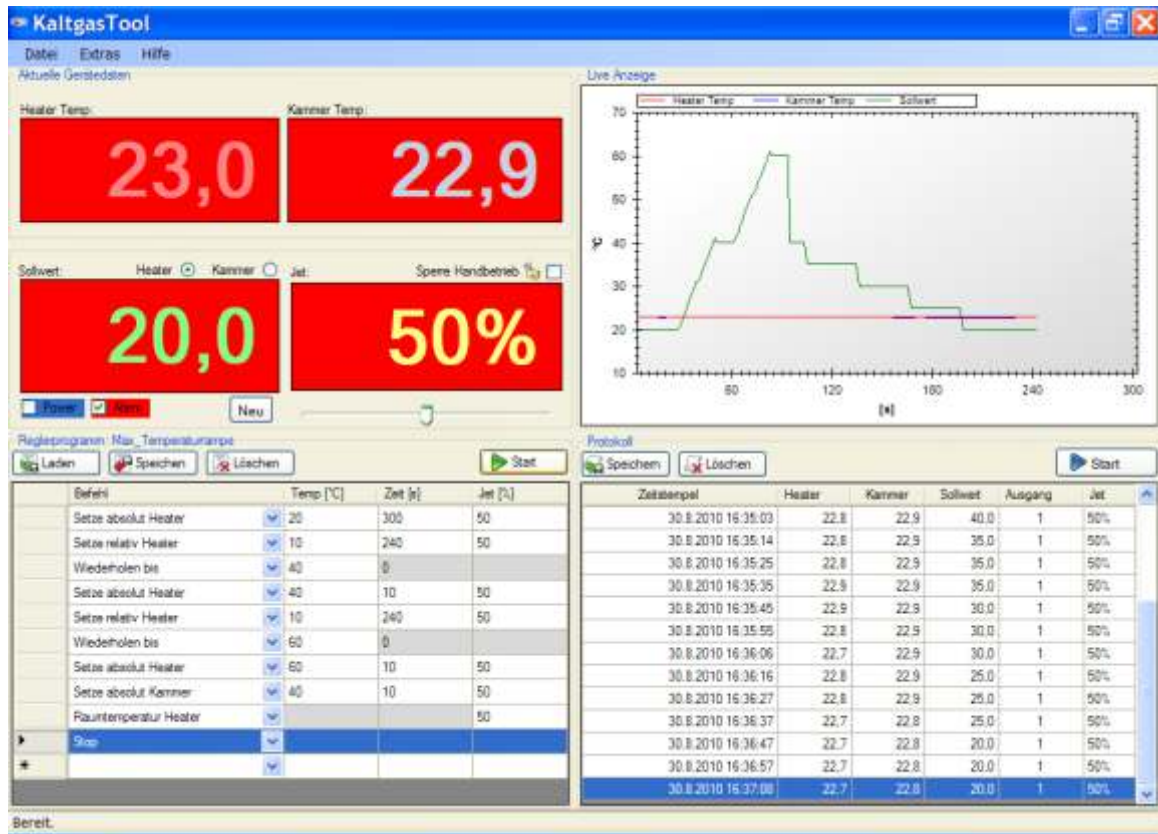 KaltgasTool
Datei Extras Hilfe
Aktuelle Gerätedaten
Heater Temp:
Kammer Temp:
23,0
22,9
Sollwert: Heater Kammer
Jet: Sperre Handbetrieb
20,0
50%
Power Alarm Neu
Live Anzeige
Heater Temp Kammer Temp Sollwert
70
60
50
°C
40
30
20
10
60 120 180 240 300
[s]
Reglerprogramm: Max_Temperaturrampe
Laden Speichern Löschen Start
Befehl Temp [°C] Zeit [s] Jet [%]
Setze absolut Heater 20 300 50
Setze relativ Heater 10 240 50
Wiederholen bis 40 0
Setze absolut Heater 40 10 50
Setze relativ Heater 10 240 50
Wiederholen bis 60 0
Setze absolut Heater 60 10 50
Setze absolut Kammer 40 10 50
Raumtemperatur Heater 50
Stop
Protokoll
Speichern Löschen Start
Zeitstempel Heater Kammer Sollwert Ausgang Jet
30.8.2010 16:35:03 22,8 22,9 40,0 1 50%
30.8.2010 16:35:14 22,8 22,9 35,0 1 50%
30.8.2010 16:35:25 22,8 22,9 35,0 1 50%
30.8.2010 16:35:35 22,9 22,9 35,0 1 50%
30.8.2010 16:35:45 22,9 22,9 30,0 1 50%
30.8.2010 16:35:55 22,8 22,9 30,0 1 50%
30.8.2010 16:36:06 22,7 22,9 30,0 1 50%
30.8.2010 16:36:16 22,8 22,9 25,0 1 50%
30.8.2010 16:36:27 22,8 22,9 25,0 1 50%
30.8.2010 16:36:37 22,7 22,8 25,0 1 50%
30.8.2010 16:36:47 22,7 22,8 20,0 1 50%
30.8.2010 16:36:57 22,7 22,8 20,0 1 50%
30.8.2010 16:37:08 22,7 22,8 20,0 1 50%
Bereit.